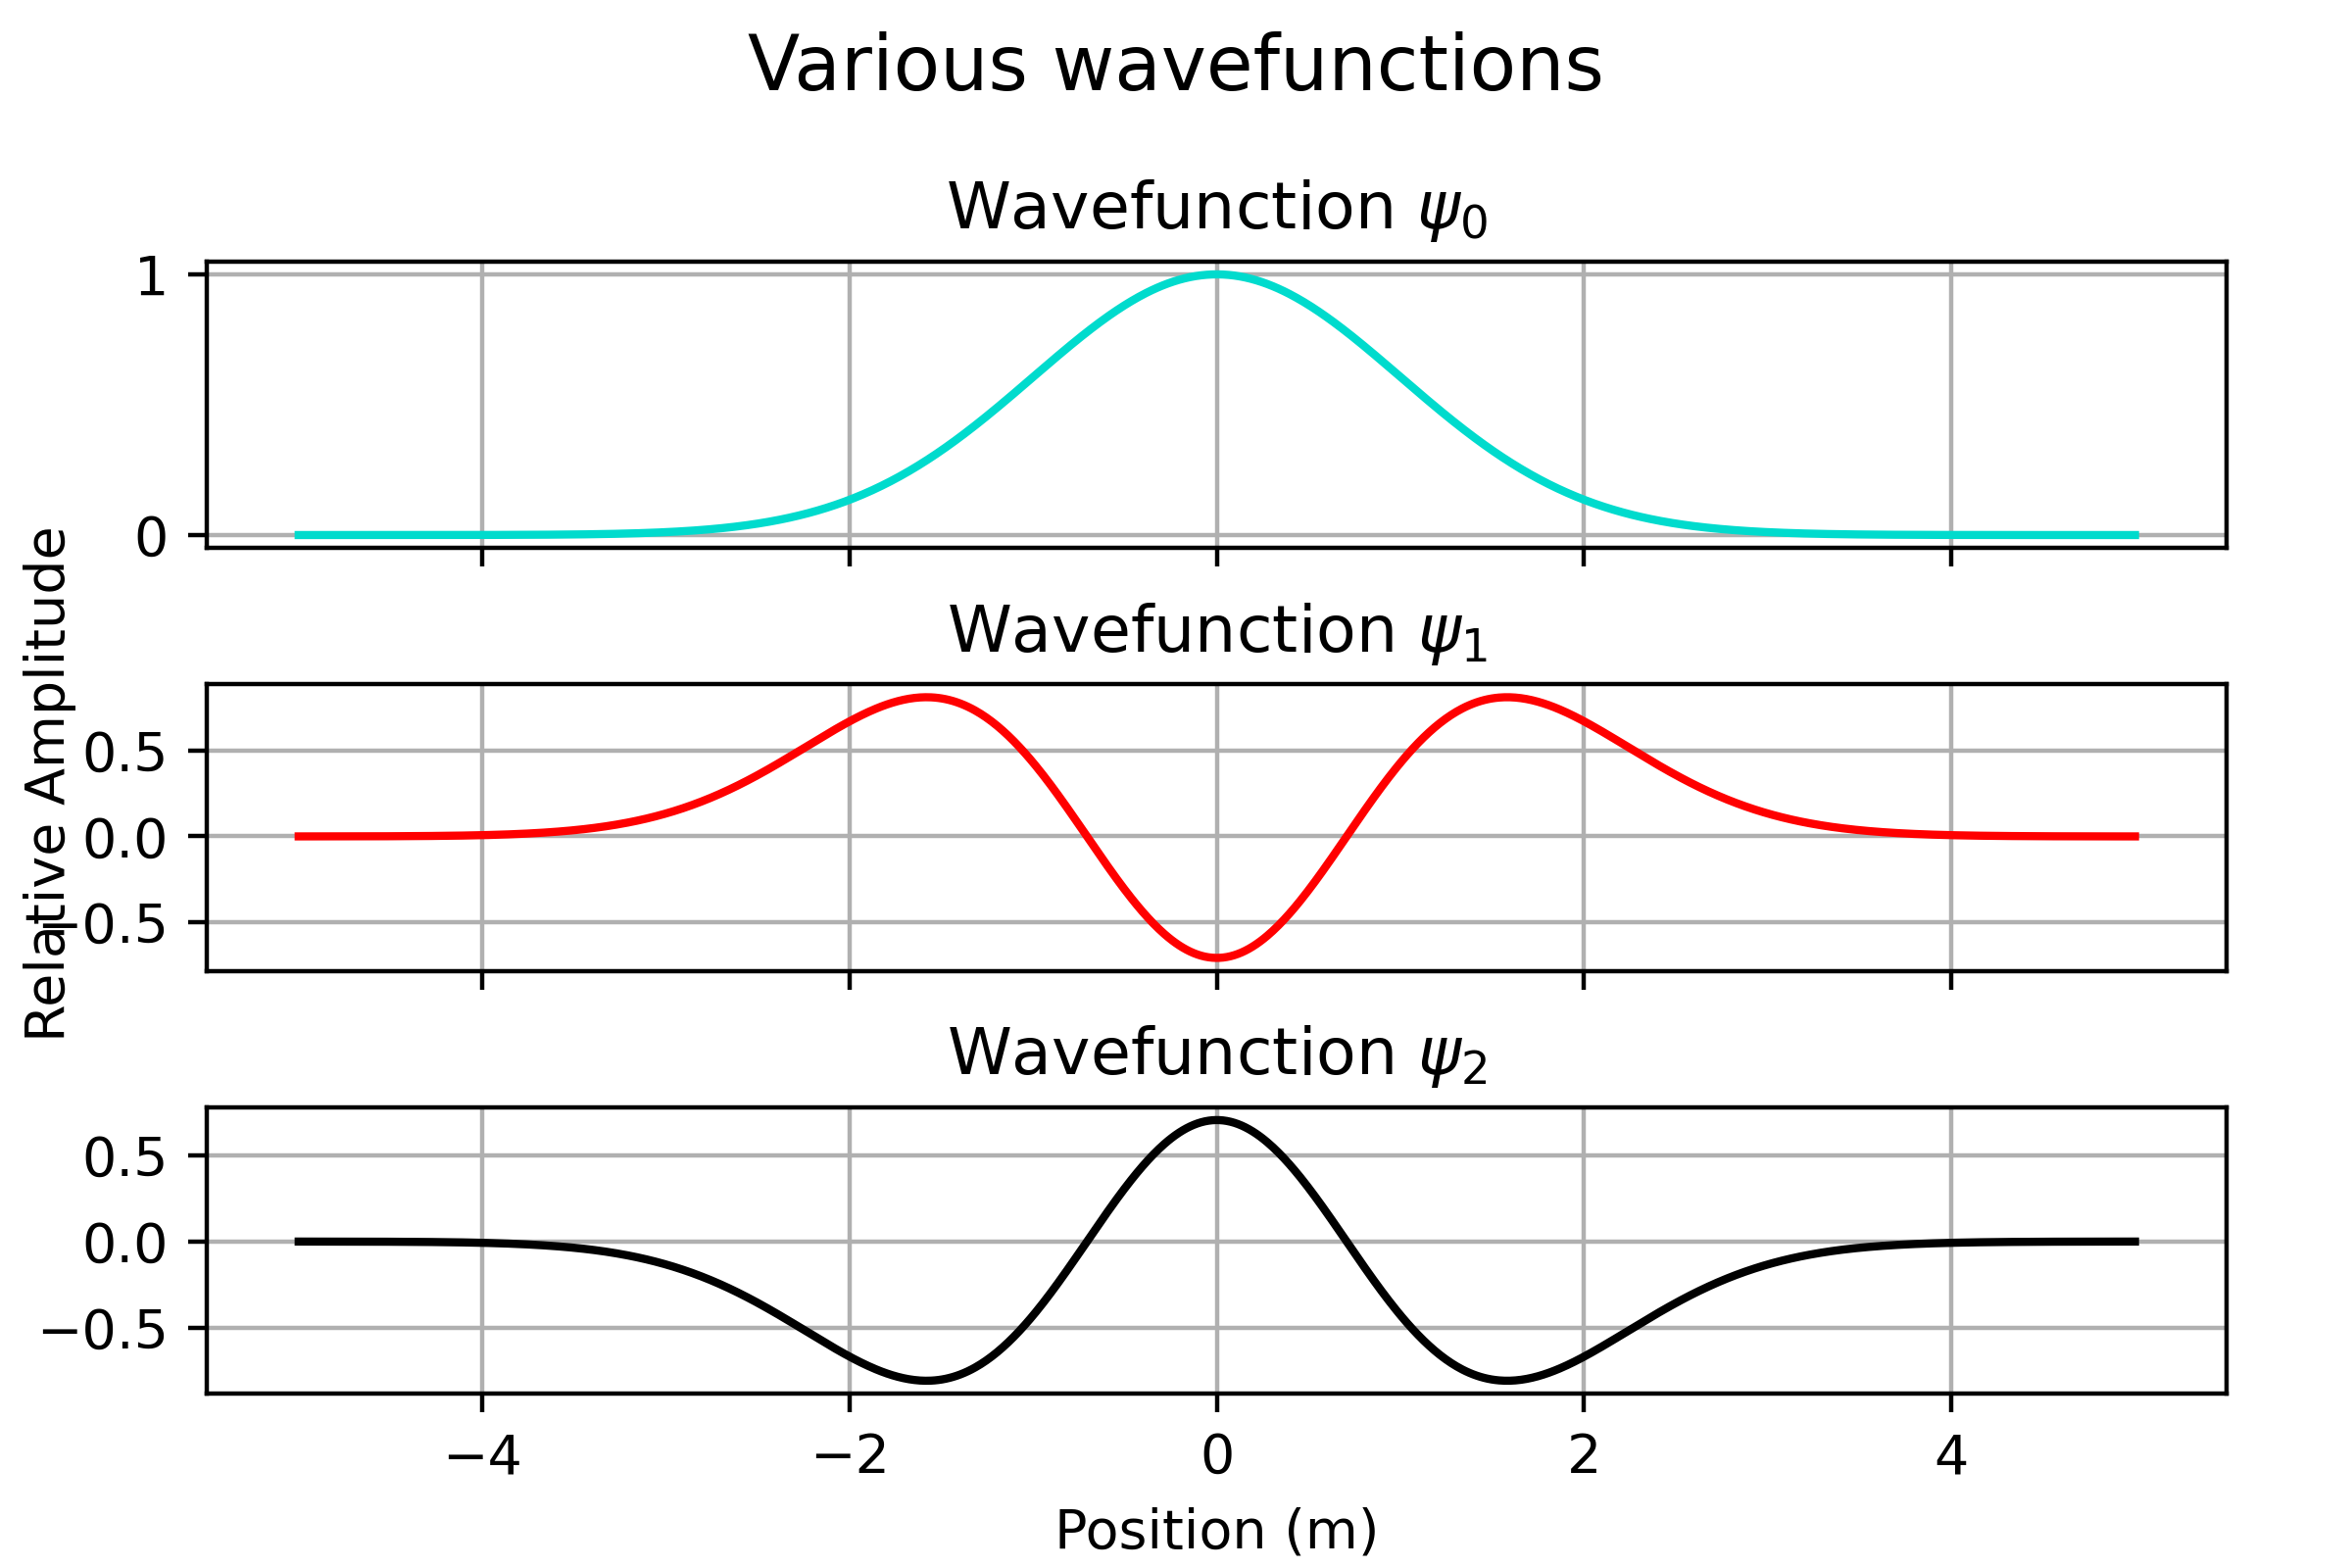 Various wavefunctions
Wavefunction ψ₀
1
0
Relative Amplitude
Wavefunction ψ₁
0.5
0.0
−0.5
Wavefunction ψ₂
0.5
0.0
−0.5
−4 −2 0 2 4
Position (m)